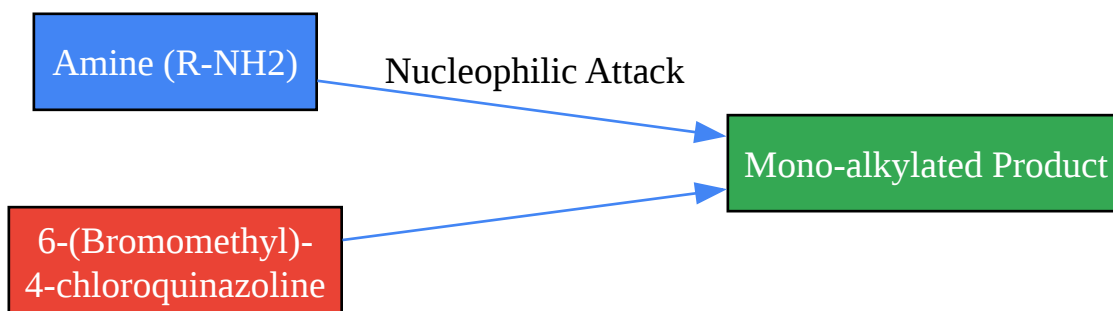 Amine (R-NH2)
Nucleophilic Attack
Mono-alkylated Product
6-(Bromomethyl)-
4-chloroquinazoline